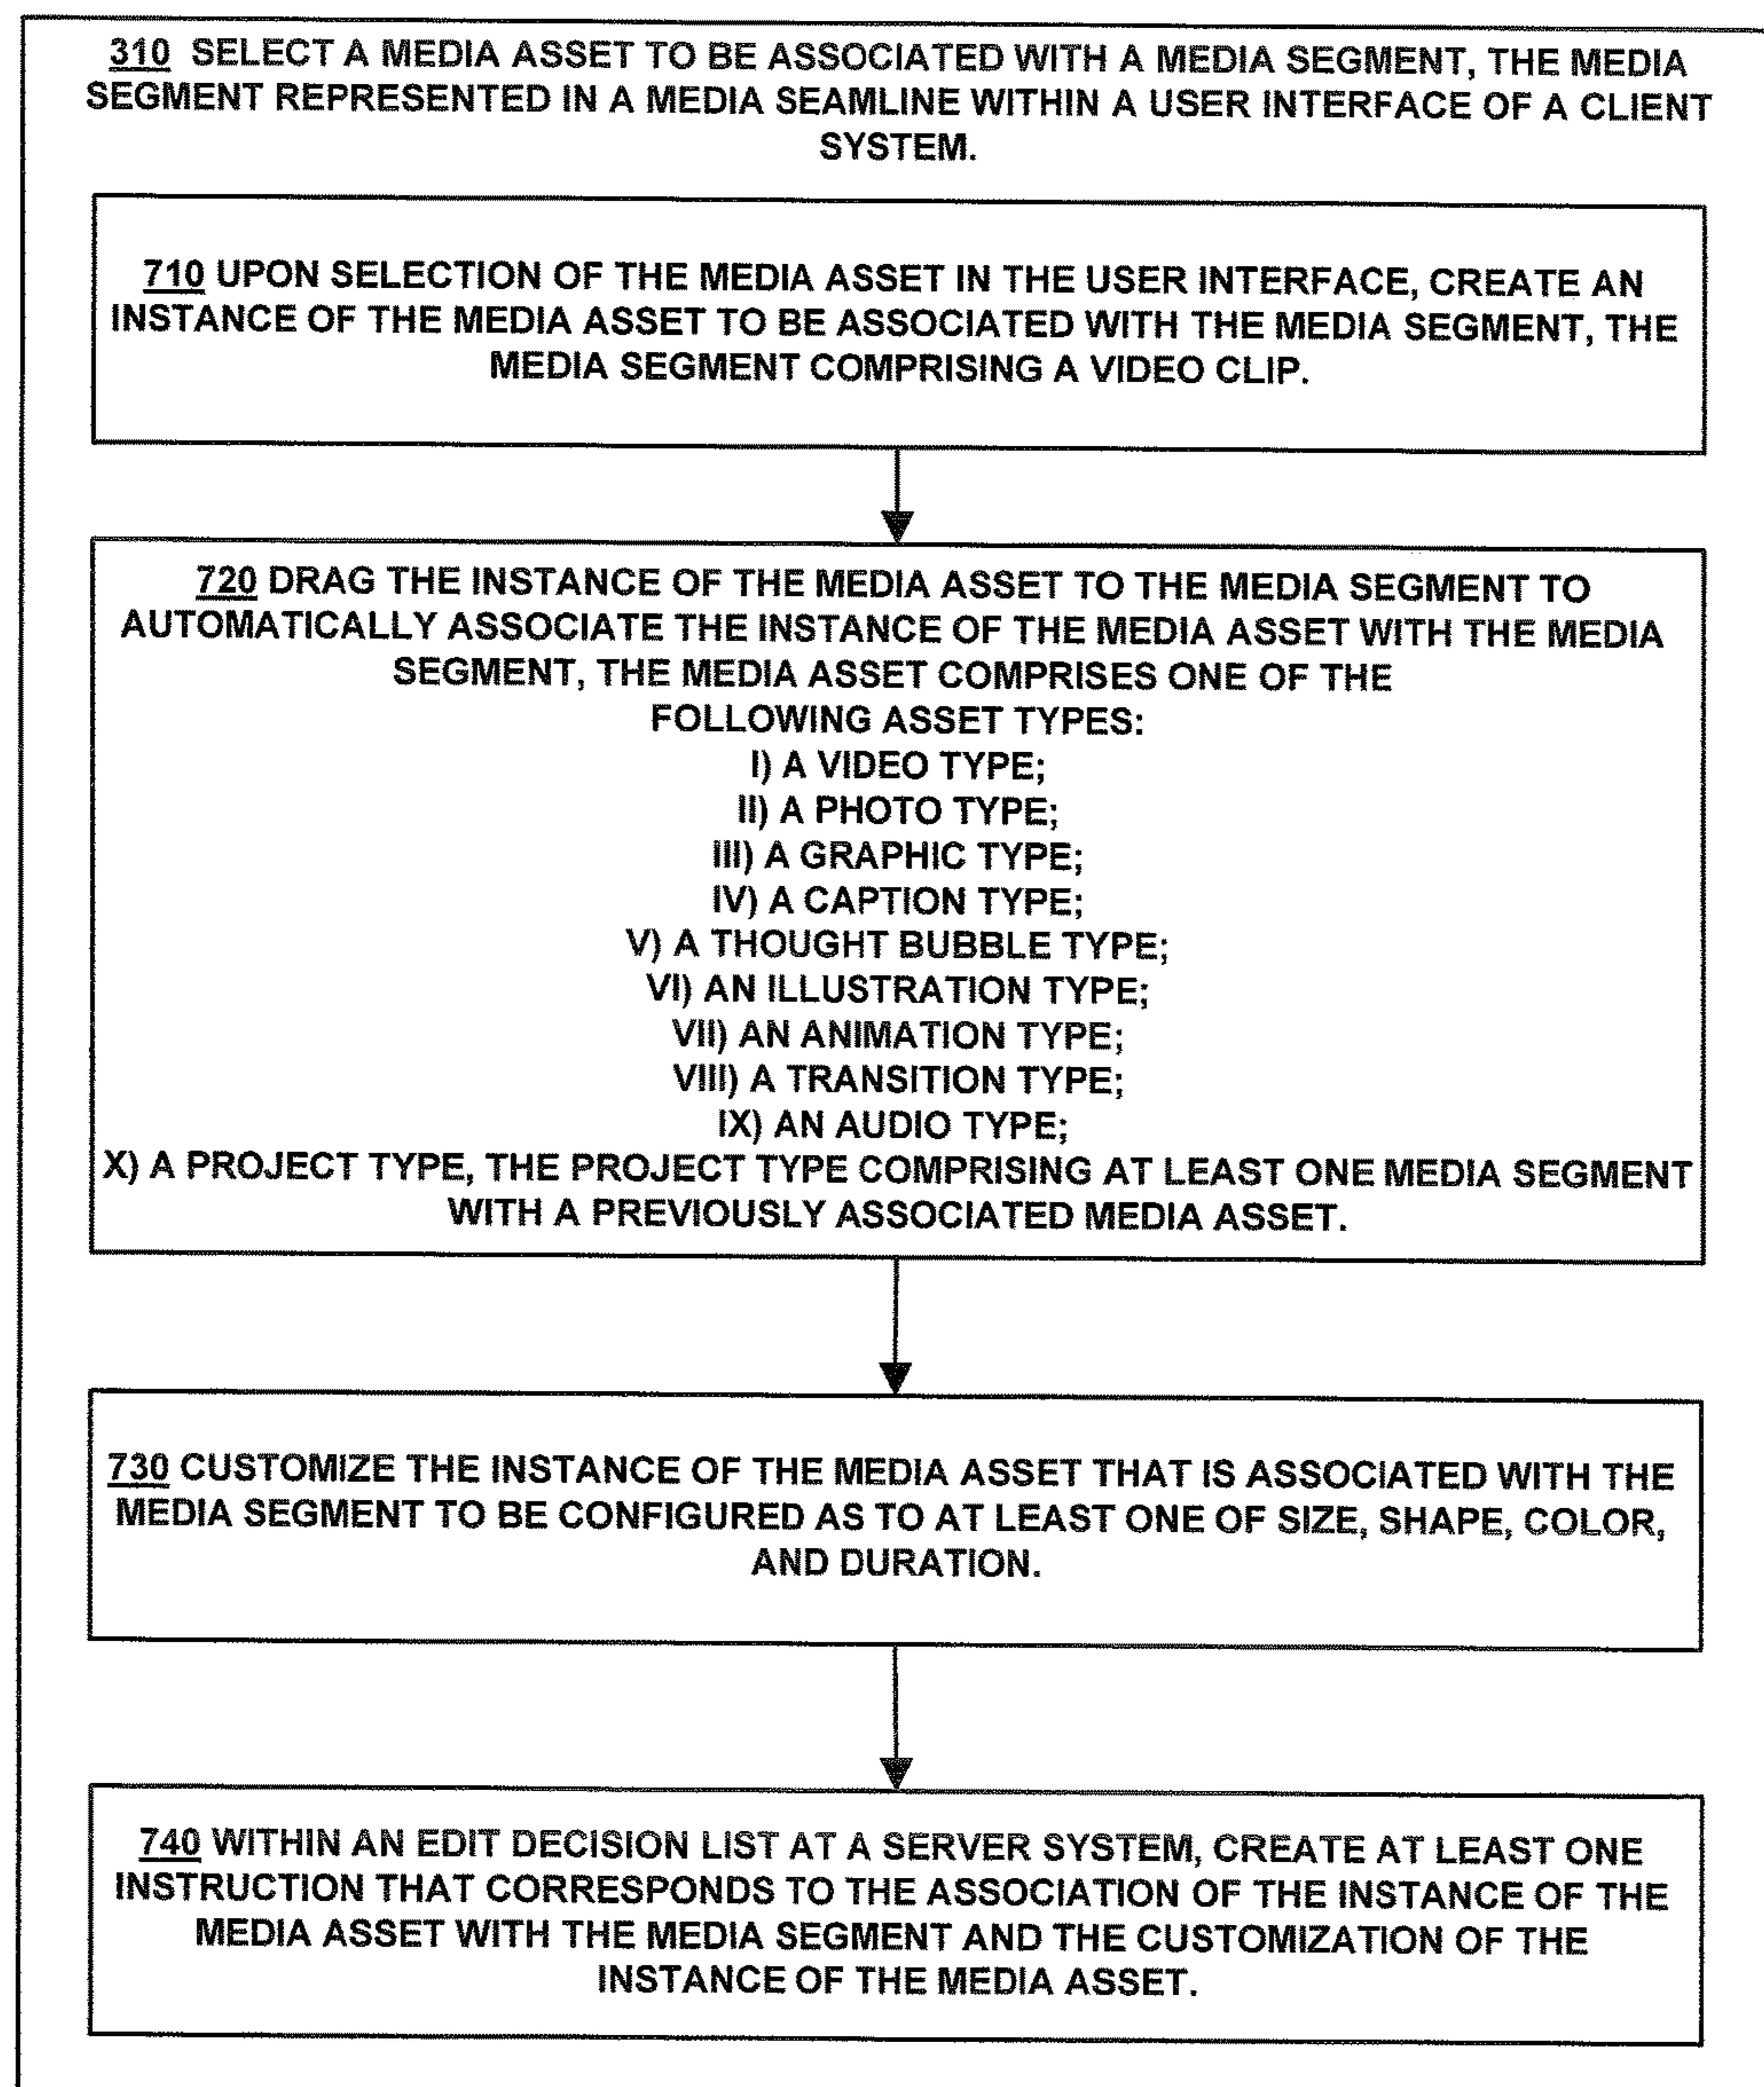 310 SELECT A MEDIA ASSET TO BE ASSOCIATED WITH A MEDIA SEGMENT, THE MEDIA
SEGMENT REPRESENTED IN A MEDIA SEAMLINE WITHIN A USER INTERFACE OF A CLIENT
SYSTEM.
710 UPON SELECTION OF THE MEDIA ASSET IN THE USER INTERFACE, CREATE AN
INSTANCE OF THE MEDIA ASSET TO BE ASSOCIATED WITH THE MEDIA SEGMENT, THE
MEDIA SEGMENT COMPRISING A VIDEO CLIP.
720 DRAG THE INSTANCE OF THE MEDIA ASSET TO THE MEDIA SEGMENT TO
AUTOMATICALLY ASSOCIATE THE INSTANCE OF THE MEDIA ASSET WITH THE MEDIA
SEGMENT, THE MEDIA ASSET COMPRISES ONE OF THE
FOLLOWING ASSET TYPES:
I) A VIDEO TYPE;
II) A PHOTO TYPE;
III) A GRAPHIC TYPE;
IV) A CAPTION TYPE;
V) A THOUGHT BUBBLE TYPE;
VI) AN ILLUSTRATION TYPE;
VII) AN ANIMATION TYPE;
VIII) A TRANSITION TYPE;
IX) AN AUDIO TYPE;
X) A PROJECT TYPE, THE PROJECT TYPE COMPRISING AT LEAST ONE MEDIA SEGMENT
WITH A PREVIOUSLY ASSOCIATED MEDIA ASSET.
730 CUSTOMIZE THE INSTANCE OF THE MEDIA ASSET THAT IS ASSOCIATED WITH THE
MEDIA SEGMENT TO BE CONFIGURED AS TO AT LEAST ONE OF SIZE, SHAPE, COLOR,
AND DURATION.
740 WITHIN AN EDIT DECISION LIST AT A SERVER SYSTEM, CREATE AT LEAST ONE
INSTRUCTION THAT CORRESPONDS TO THE ASSOCIATION OF THE INSTANCE OF THE
MEDIA ASSET WITH THE MEDIA SEGMENT AND THE CUSTOMIZATION OF THE
INSTANCE OF THE MEDIA ASSET.